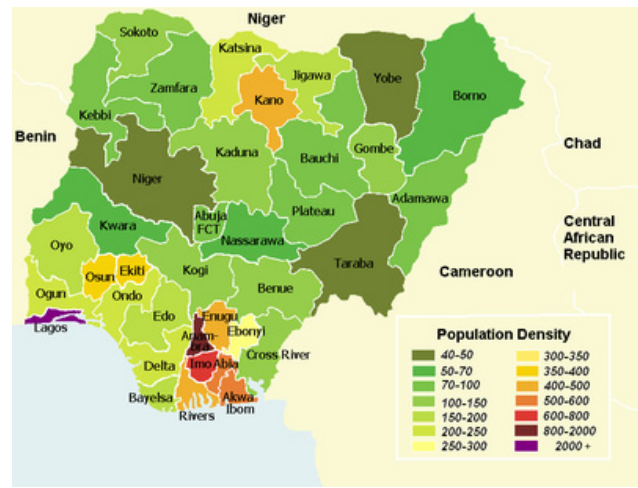 Niger
Sokoto
Katsina
Jigawa
Yobe
Borno
Zamfara
Kano
Kebbi
Benin
Chad
Kaduna
Gombe
Bauchi
Niger
Adamawa
Abuja
FCT
Plateau
Kwara
Nassarawa
Central
African
Republic
Oyo
Taraba
Cameroon
Osun
Ekiti
Kogi
Benue
Ogun
Ondo
Lagos
Edo
Enugu
Anam-
bra
Ebonyi
Cross River
Delta
Imo
Abia
Bayelsa
Akwa
Ibom
Rivers
Population Density
40-50
50-70
70-100
100-150
150-200
200-250
250-300
300-350
350-400
400-500
500-600
600-800
800-2000
2000 +